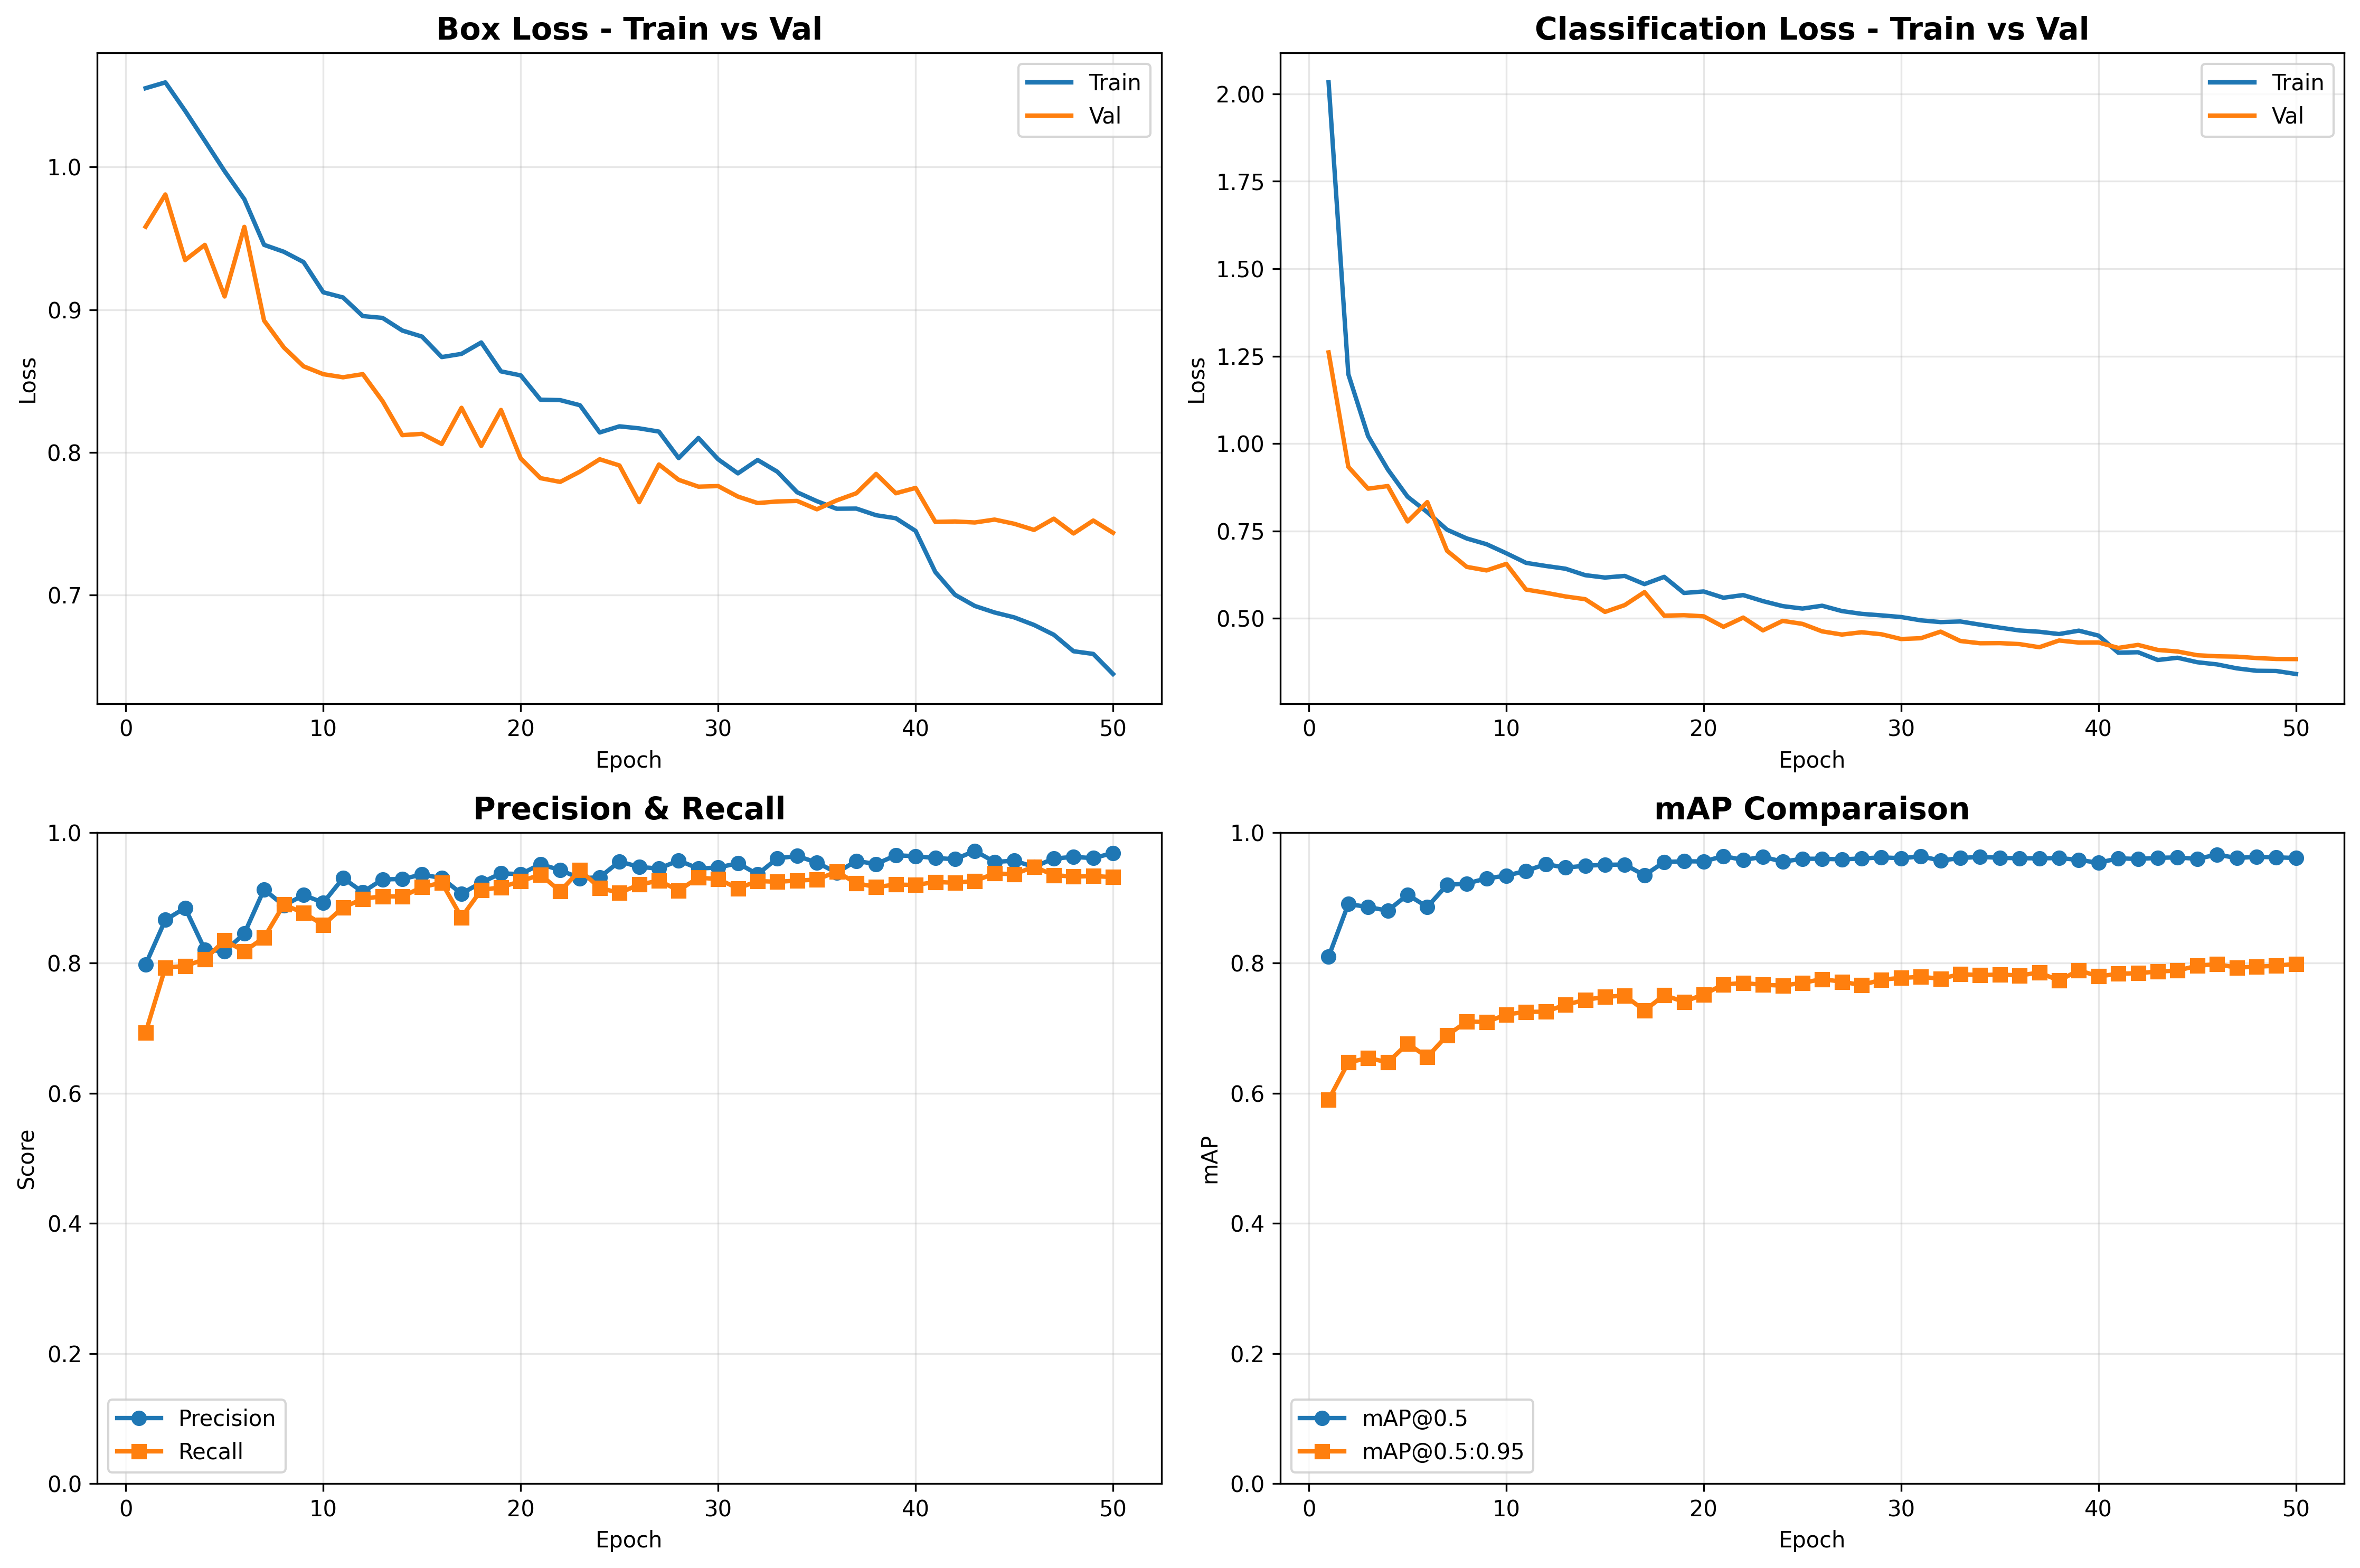 Box Loss - Train vs Val
Train
Val
1.0
0.9
0.8
0.7
Loss
0 10 20 30 40 50
Epoch
Classification Loss - Train vs Val
Train
Val
2.00
1.75
1.50
1.25
1.00
0.75
0.50
Loss
0 10 20 30 40 50
Epoch
Precision & Recall
1.0
0.8
0.6
0.4
0.2
0.0
Score
Precision
Recall
0 10 20 30 40 50
Epoch
mAP Comparaison
1.0
0.8
0.6
0.4
0.2
0.0
mAP
mAP@0.5
mAP@0.5:0.95
0 10 20 30 40 50
Epoch